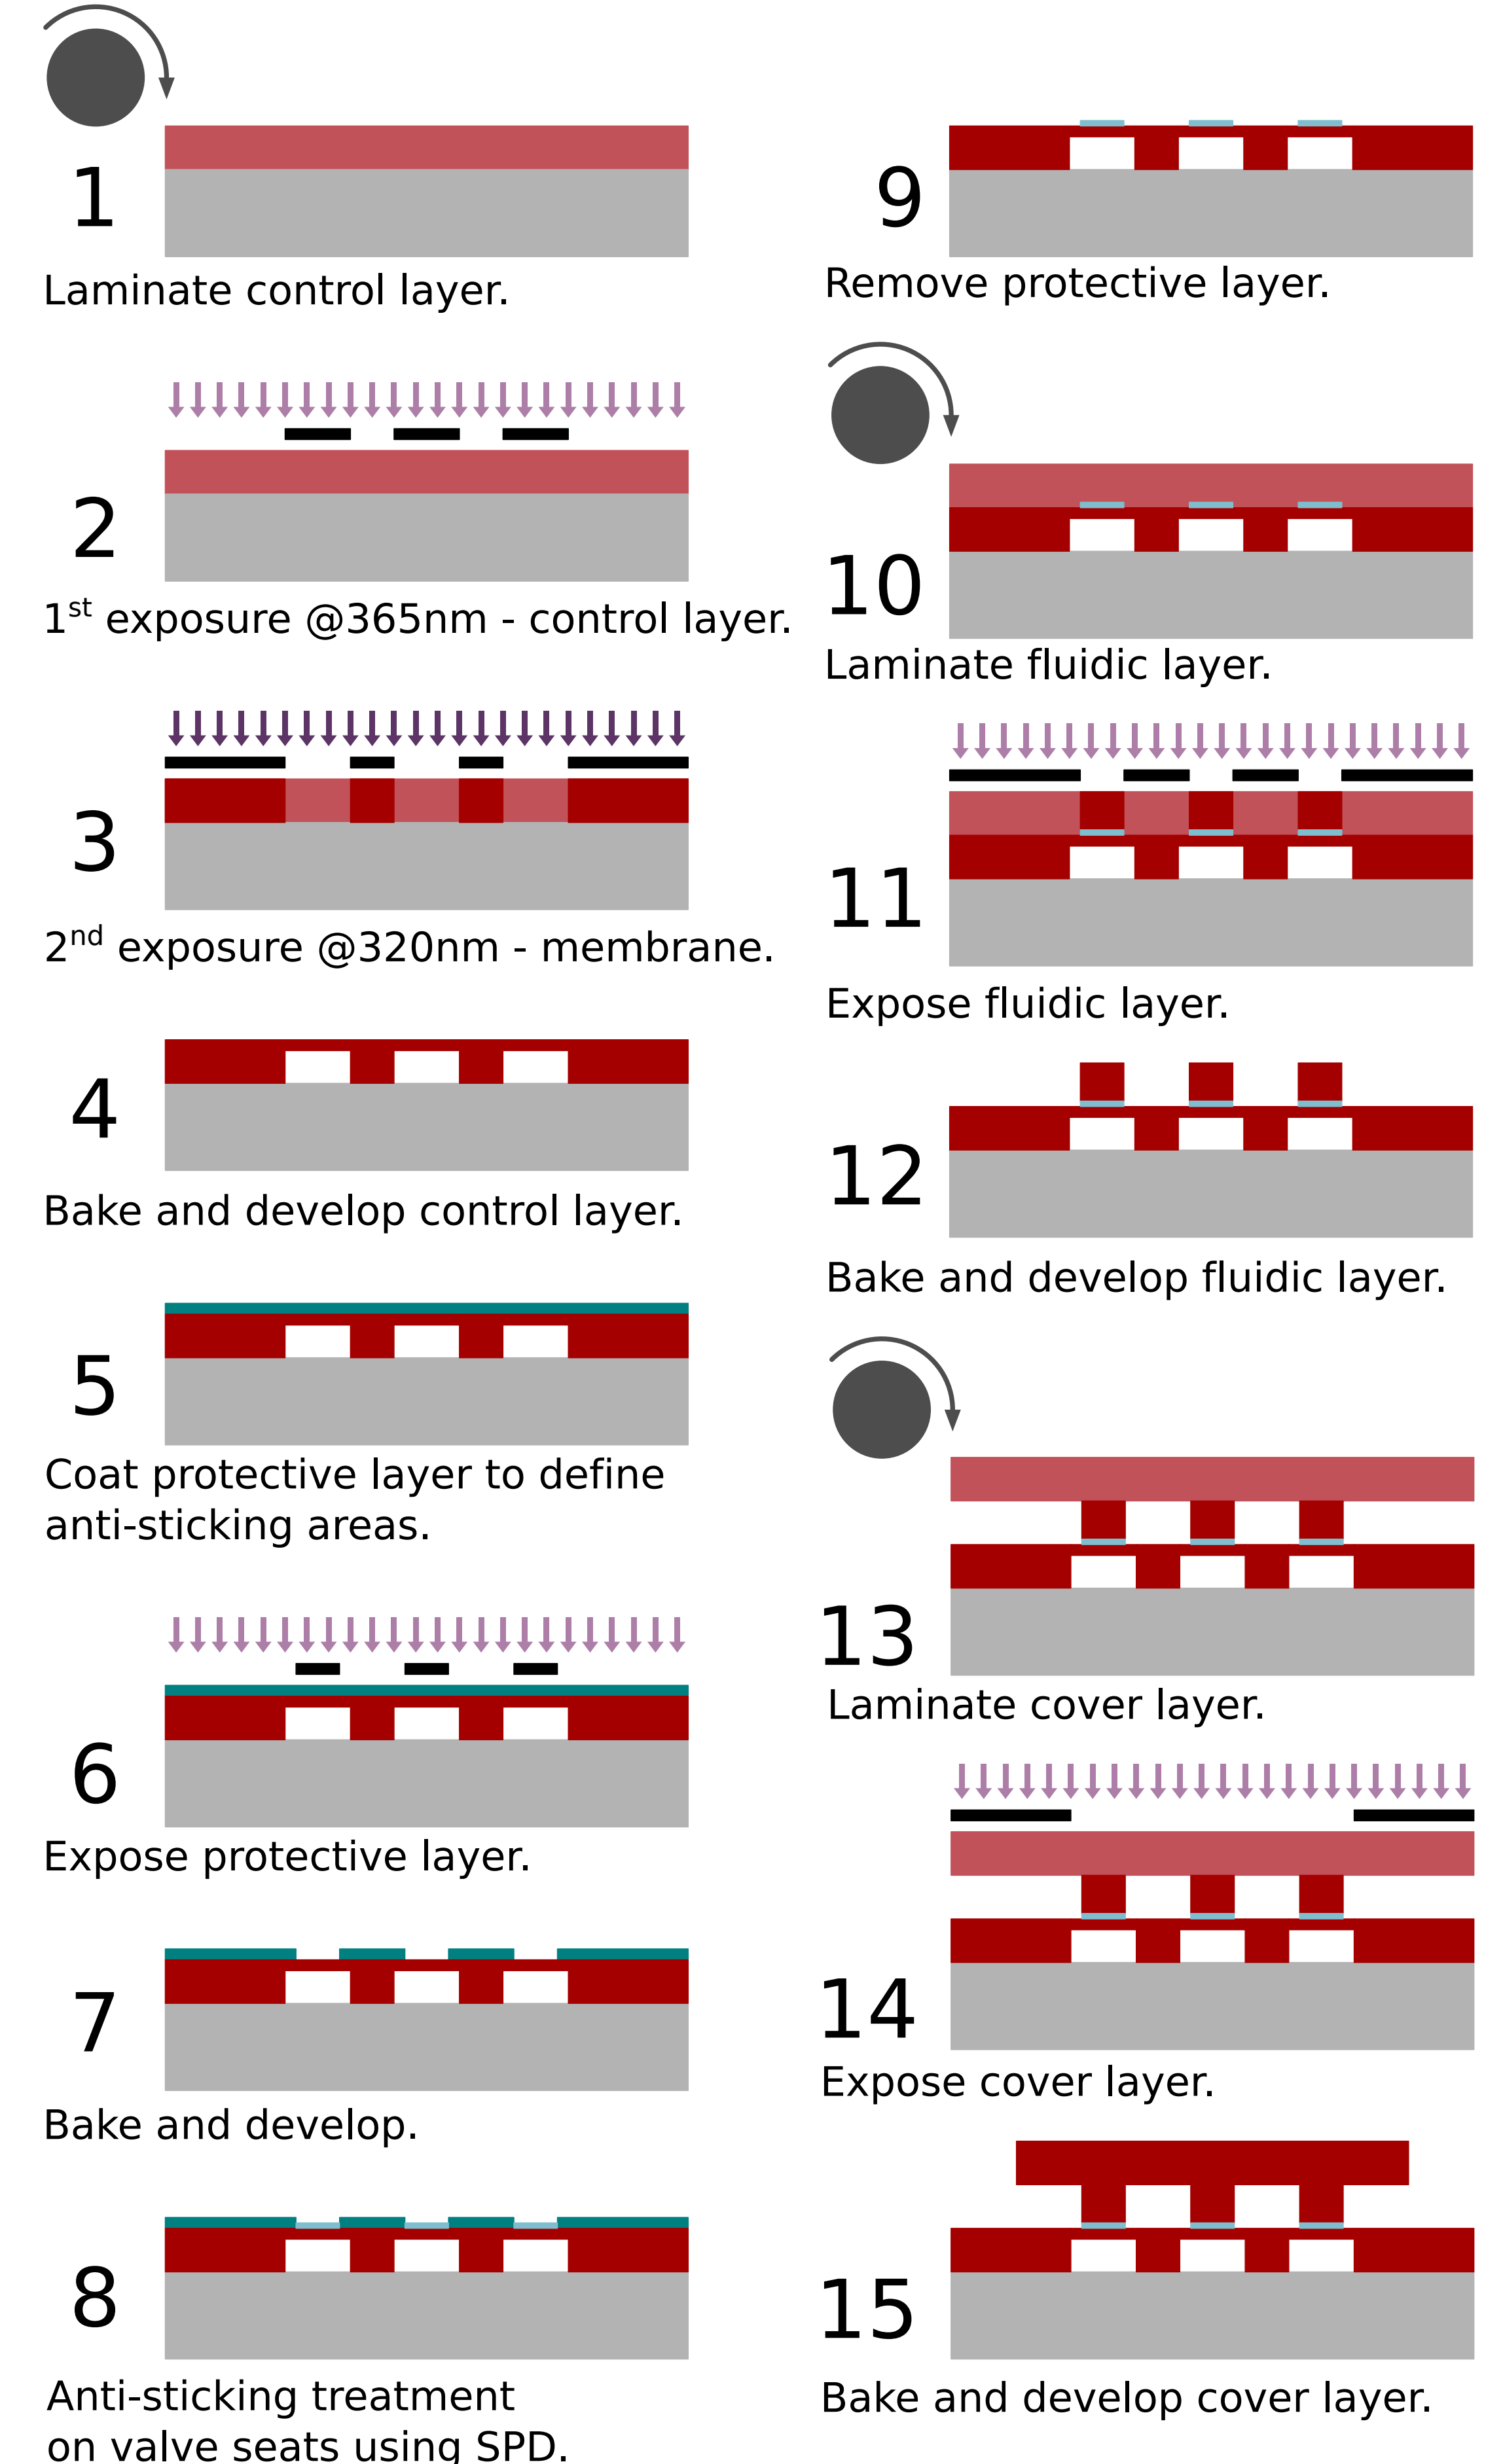 1
Laminate control layer.
2
1st exposure @365nm - control layer.
3
2nd exposure @320nm - membrane.
4
Bake and develop control layer.
5
Coat protective layer to define
anti-sticking areas.
6
Expose protective layer.
7
Bake and develop.
8
Anti-sticking treatment
on valve seats using SPD.
9
Remove protective layer.
10
Laminate fluidic layer.
11
Expose fluidic layer.
12
Bake and develop fluidic layer.
13
Laminate cover layer.
14
Expose cover layer.
15
Bake and develop cover layer.